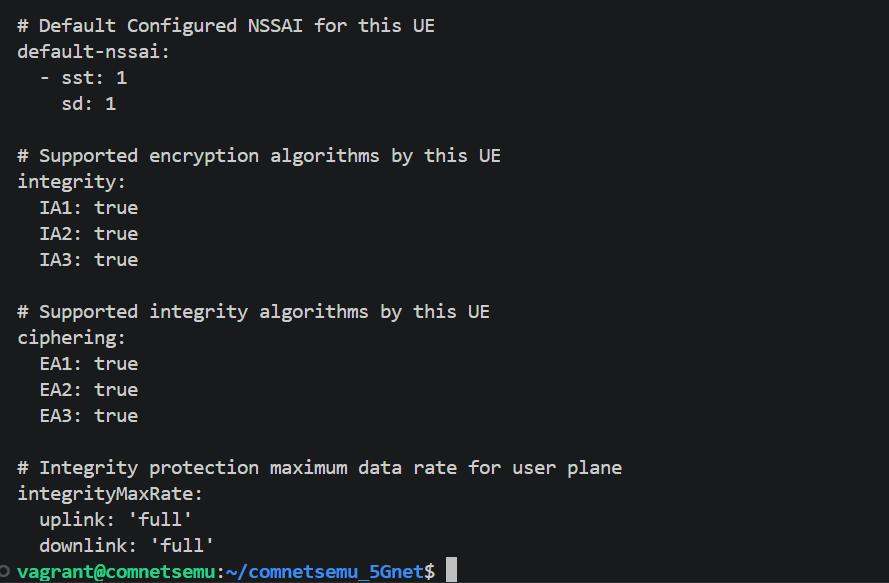 # Default Configured NSSAI for this UE
default-nssai:
  - sst: 1
    sd: 1

# Supported encryption algorithms by this UE
integrity:
  IA1: true
  IA2: true
  IA3: true

# Supported integrity algorithms by this UE
ciphering:
  EA1: true
  EA2: true
  EA3: true

# Integrity protection maximum data rate for user plane
integrityMaxRate:
  uplink: 'full'
  downlink: 'full'
vagrant@comnetsemu:~/comnetsemu_5Gnet$